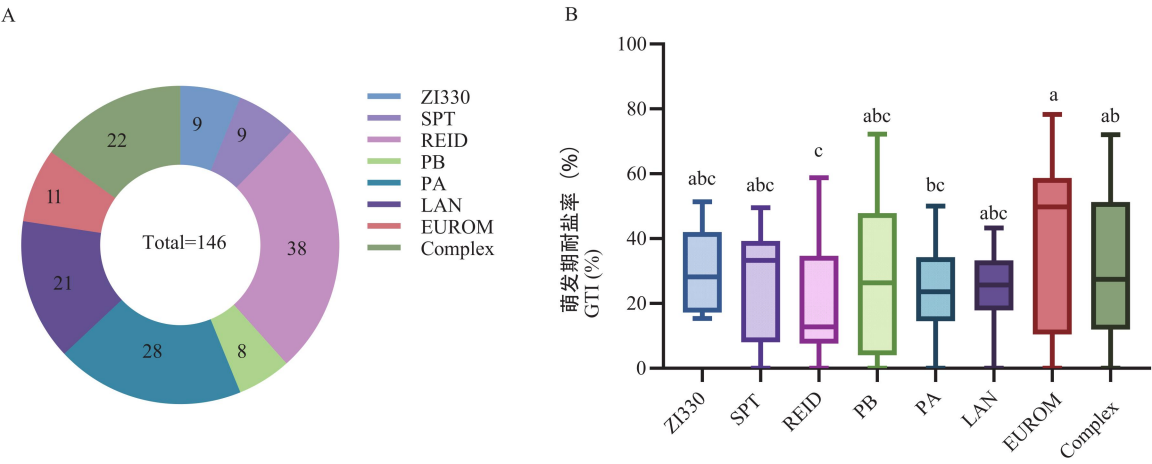 A
9
9
38
8
28
21
11
22
Total=146
ZI330
SPT
REID
PB
PA
LAN
EUROM
Complex
B
萌发期耐盐率 (%)
GTI (%)
100
80
60
40
20
0
abc
abc
c
abc
bc
abc
a
ab
ZI330
SPT
REID
PB
PA
LAN
EUROM
Complex